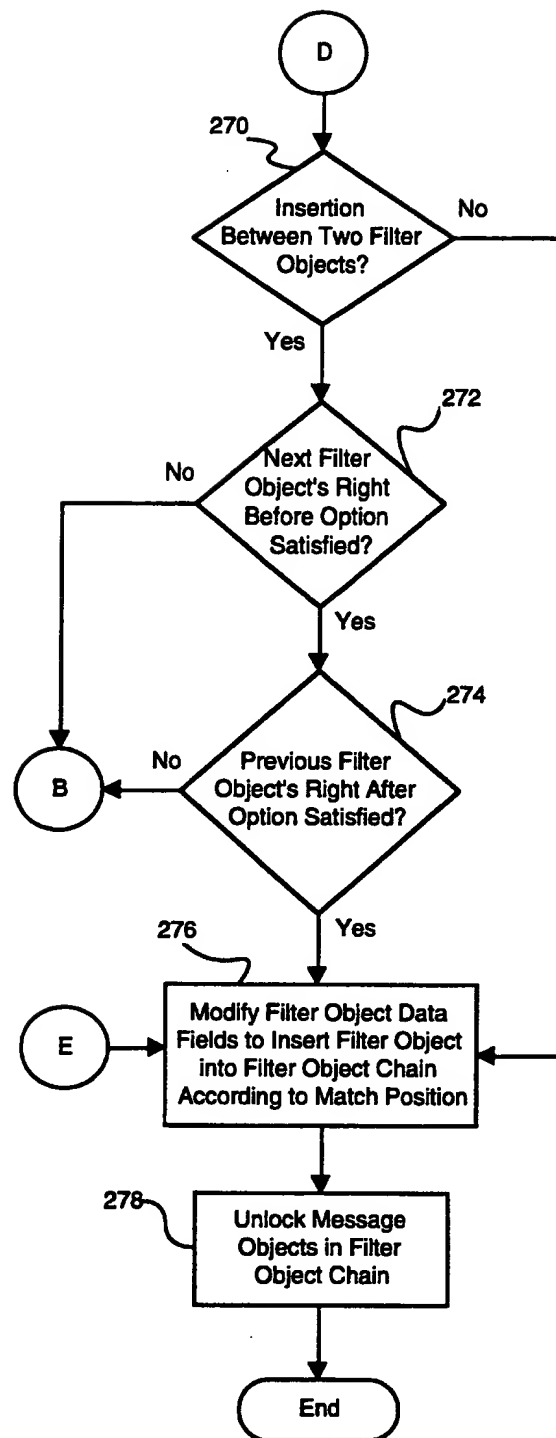 D
270
Insertion
Between Two Filter
Objects?
No
Yes
272
No
Next Filter
Object's Right
Before Option
Satisfied?
Yes
274
No
Previous Filter
Object's Right After
Option Satisfied?
B
Yes
276
E
Modify Filter Object Data
Fields to Insert Filter Object
into Filter Object Chain
According to Match Position
278
Unlock Message
Objects in Filter
Object Chain
End